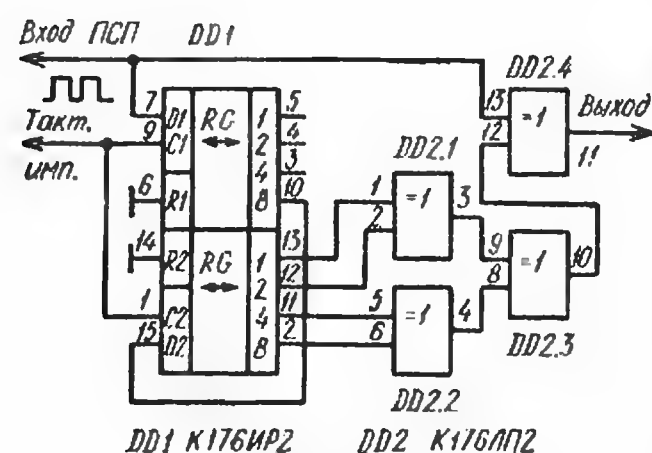 Вход ПСП DD1
DD2.4
7 D1 RG 1 5
13 =1 Выход
Такт. 9 C1 2 4
12 11
имп. 4 3
DD2.1
6 R1 8 10
1 =1 3
2
14 R2 RG 1 13
9 =1 10
2 12
8
1 C2 4 11
5 =1 4
15 D2 8 2
6
DD2.3
DD2.2
DD1 К176ИР2 DD2 К176ЛП2